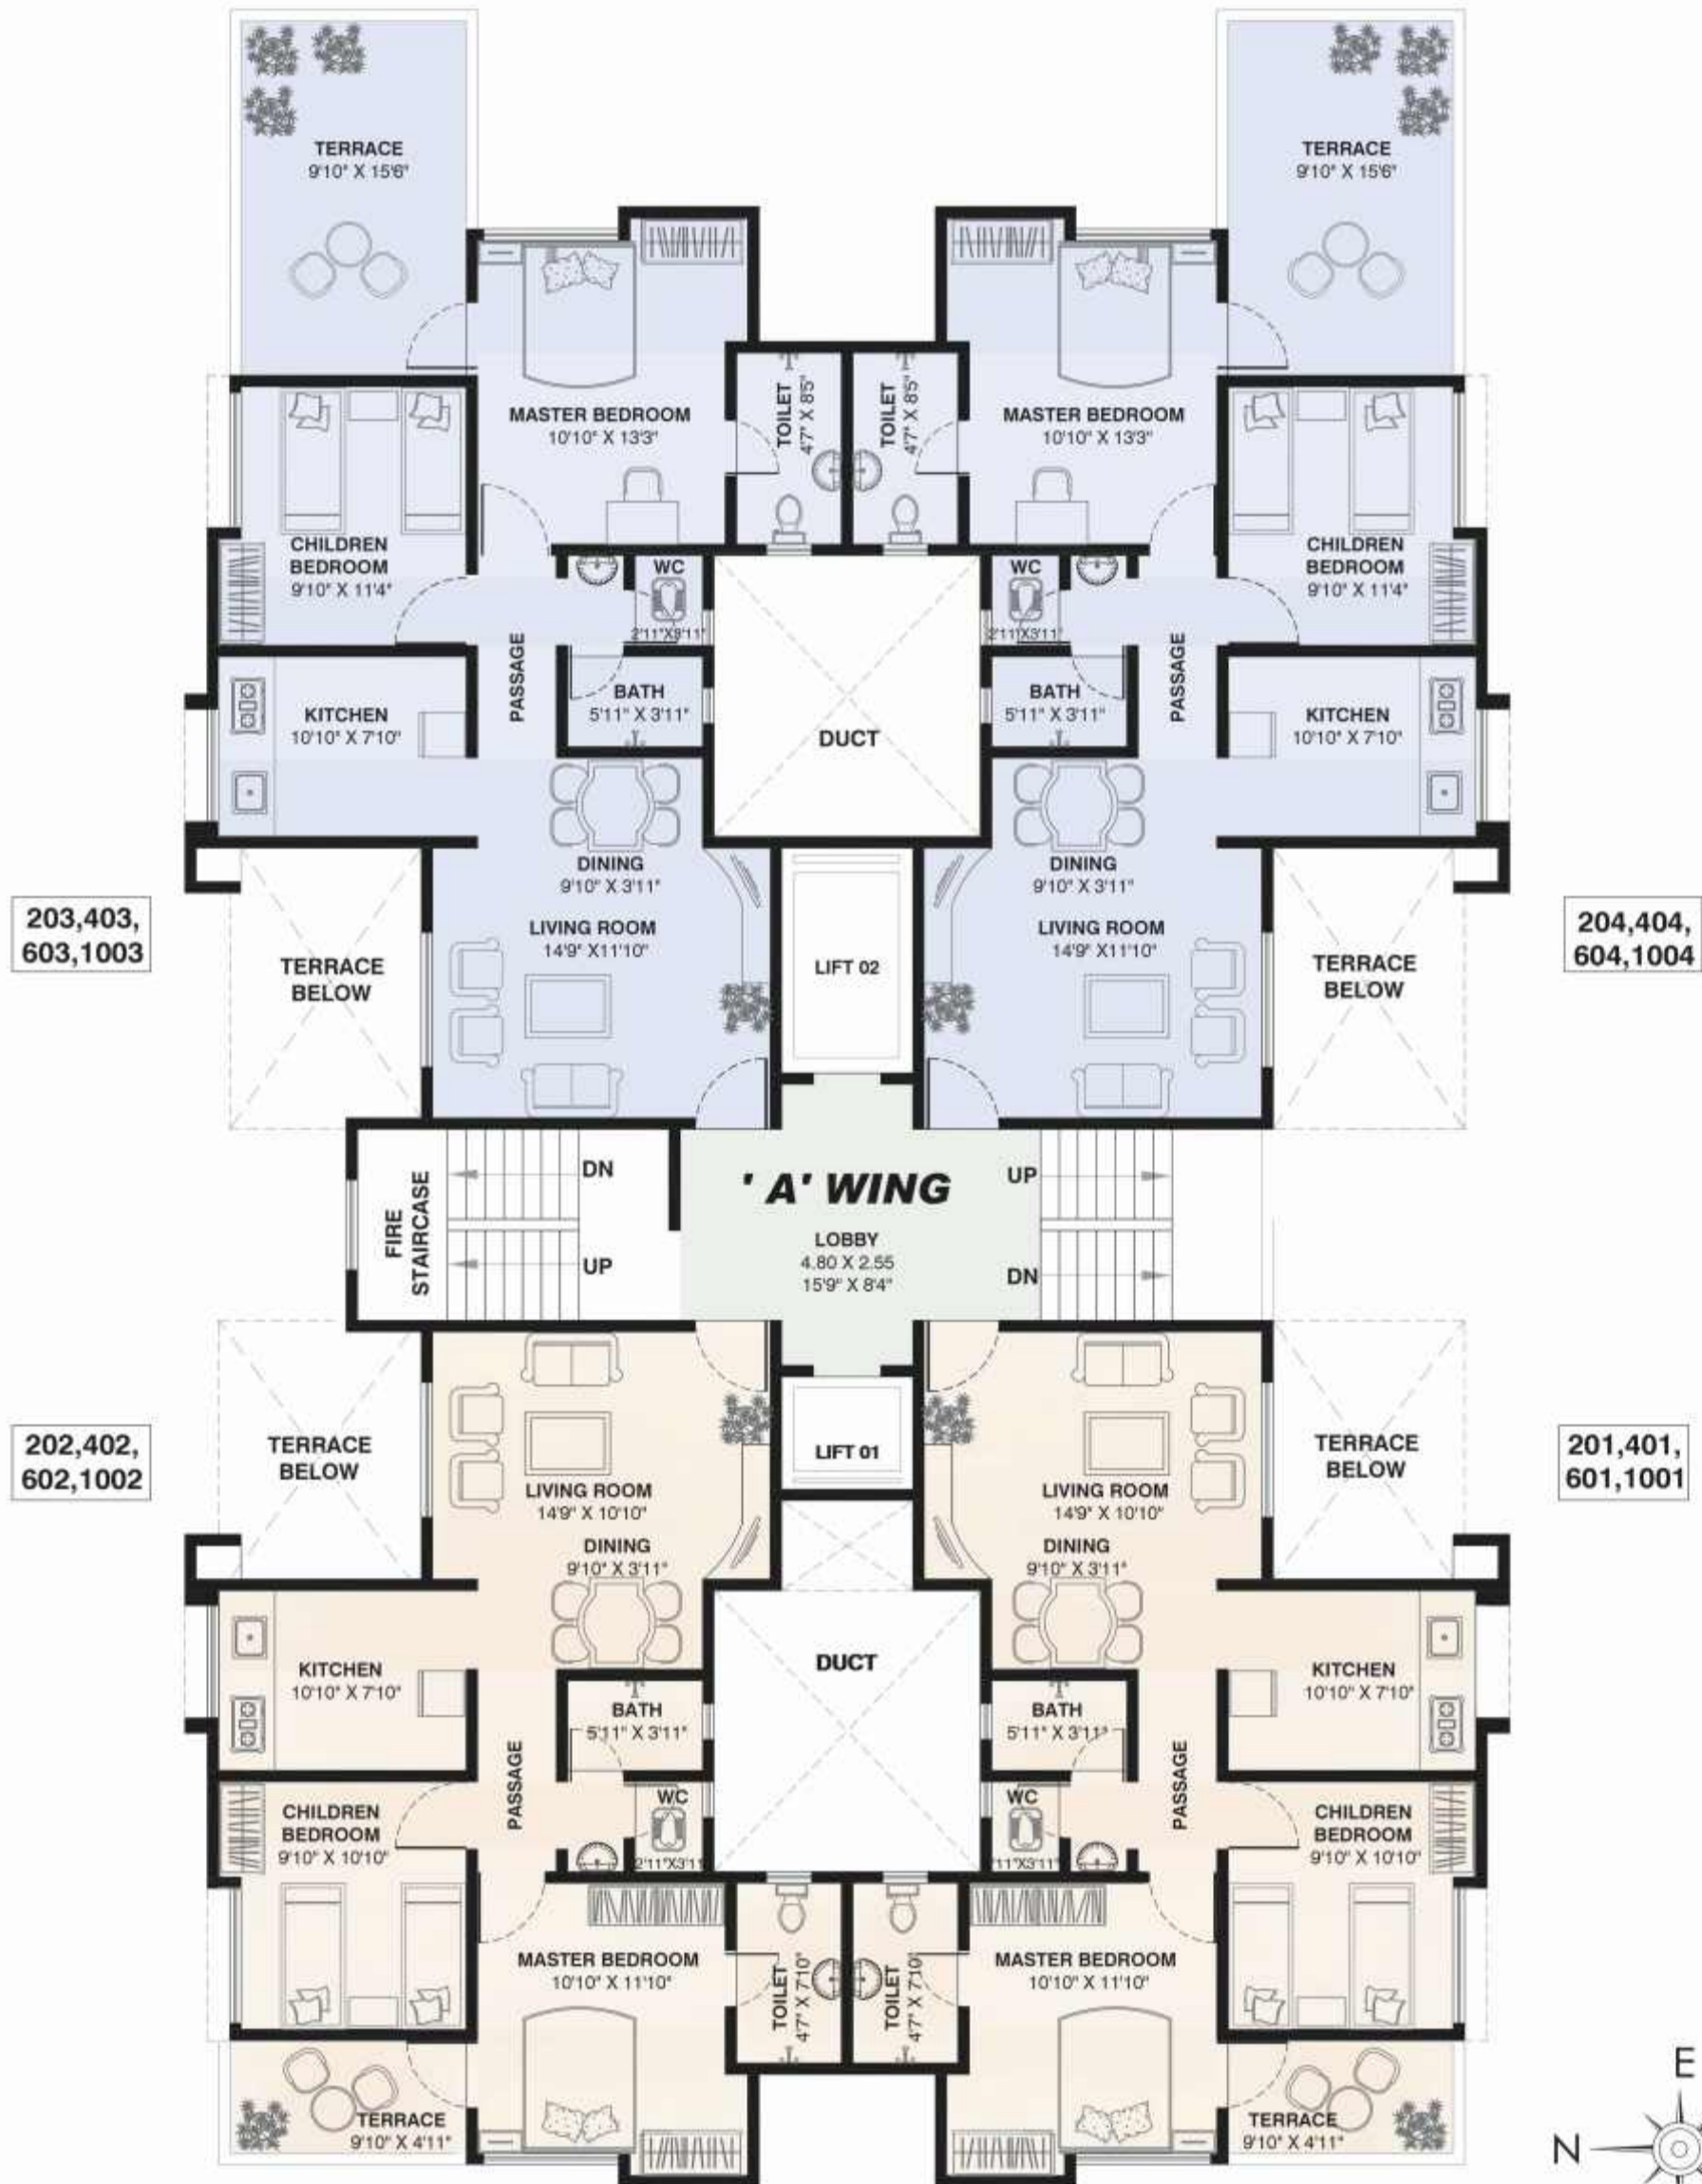 TERRACE
9'10" X 15'6"
TERRACE
9'10" X 15'6"
MASTER BEDROOM
10'10" X 13'3"
TOILET
4'7" X 8'5"
TOILET
4'7" X 8'5"
MASTER BEDROOM
10'10" X 13'3"
CHILDREN
BEDROOM
9'10" X 11'4"
CHILDREN
BEDROOM
9'10" X 11'4"
WC
2'11"X3'11"
WC
2'11"X3'11"
PASSAGE
BATH
5'11" X 3'11"
BATH
5'11" X 3'11"
PASSAGE
KITCHEN
10'10" X 7'10"
DUCT
KITCHEN
10'10" X 7'10"
DINING
9'10" X 3'11"
DINING
9'10" X 3'11"
LIVING ROOM
14'9" X11'10"
LIVING ROOM
14'9" X11'10"
203,403,
603,1003
204,404,
604,1004
TERRACE
BELOW
LIFT 02
TERRACE
BELOW
FIRE
STAIRCASE
DN
UP
' A' WING
LOBBY
4.80 X 2.55
15'9" X 8'4"
UP
DN
202,402,
602,1002
TERRACE
BELOW
LIFT 01
TERRACE
BELOW
201,401,
601,1001
LIVING ROOM
14'9" X 10'10"
LIVING ROOM
14'9" X 10'10"
DINING
9'10" X 3'11"
DINING
9'10" X 3'11"
KITCHEN
10'10" X 7'10"
DUCT
KITCHEN
10'10" X 7'10"
BATH
5'11" X 3'11"
BATH
5'11" X 3'11"
PASSAGE
PASSAGE
WC
2'11"X3'11
WC
'11"X3'11"
CHILDREN
BEDROOM
9'10" X 10'10"
CHILDREN
BEDROOM
9'10" X 10'10"
MASTER BEDROOM
10'10" X 11'10"
TOILET
4'7" X 7'10"
TOILET
4'7" X 7'10"
MASTER BEDROOM
10'10" X 11'10"
TERRACE
9'10" X 4'11"
TERRACE
9'10" X 4'11"
E
N